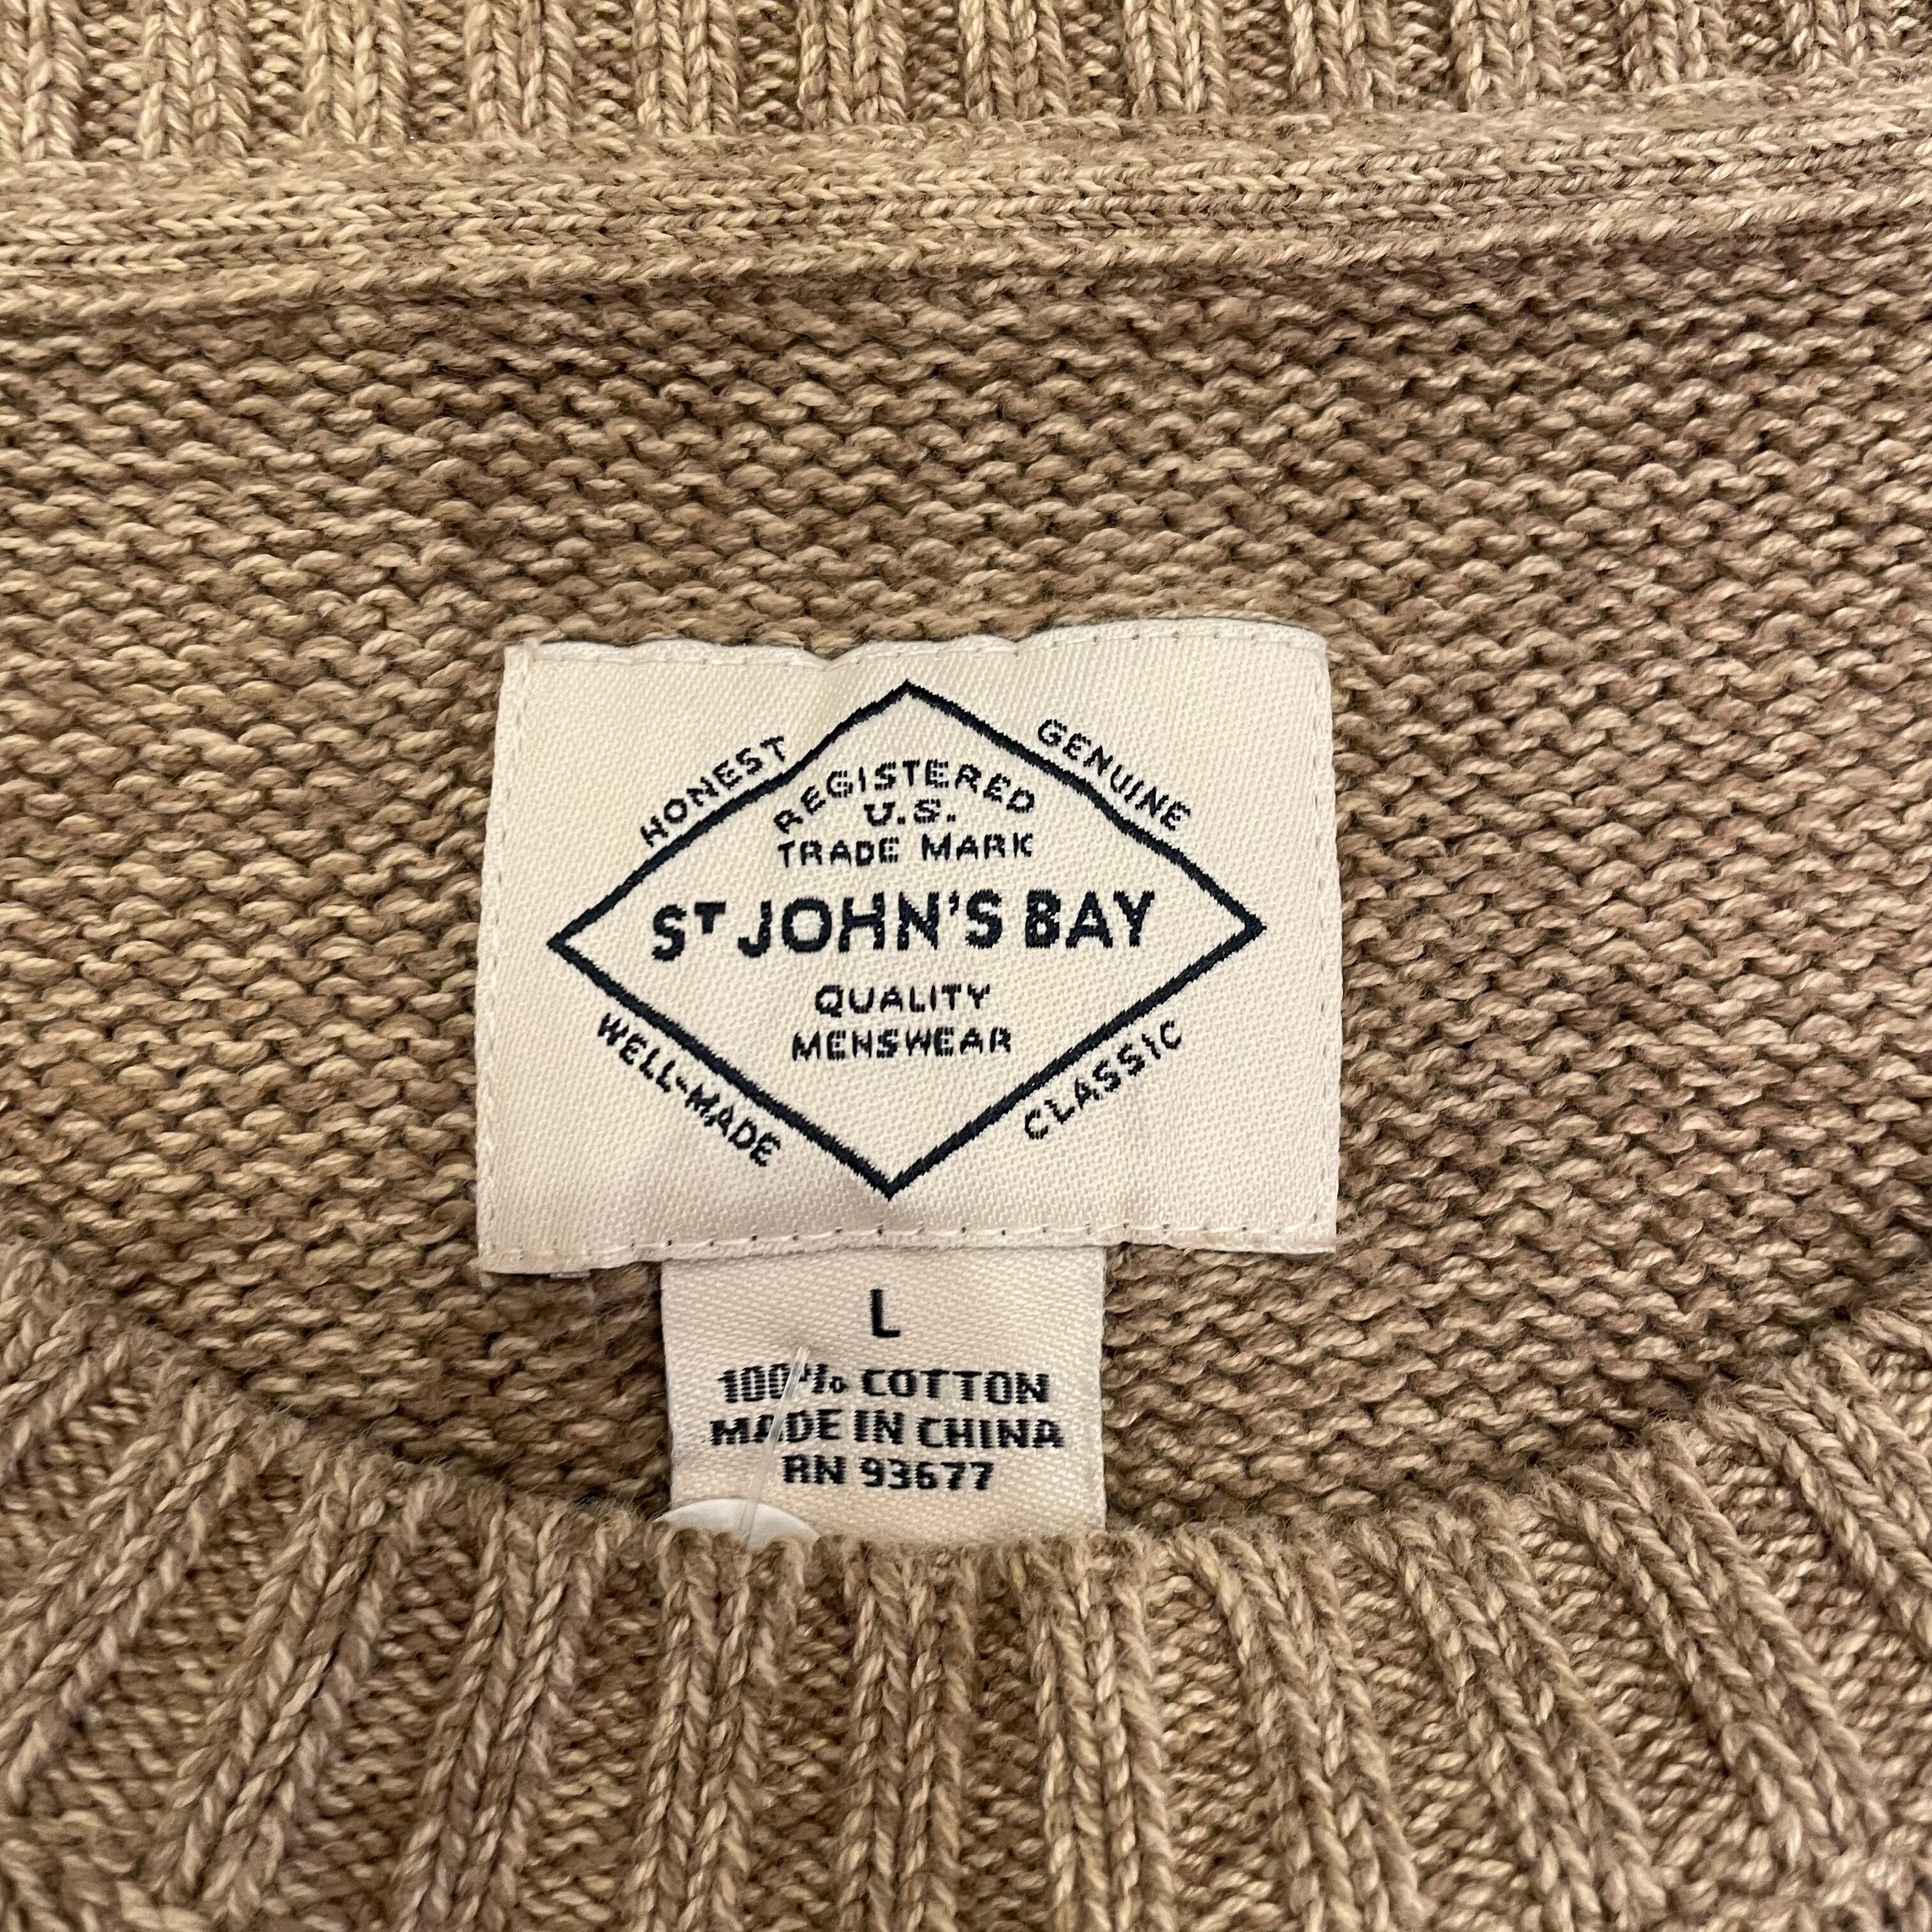 HONEST
GENUINE
REGISTERED
U.S.
TRADE MARK
ST JOHN'S BAY
QUALITY
MENSWEAR
WELL-MADE
CLASSIC
L
100% COTTON
MADE IN CHINA
RN 93677